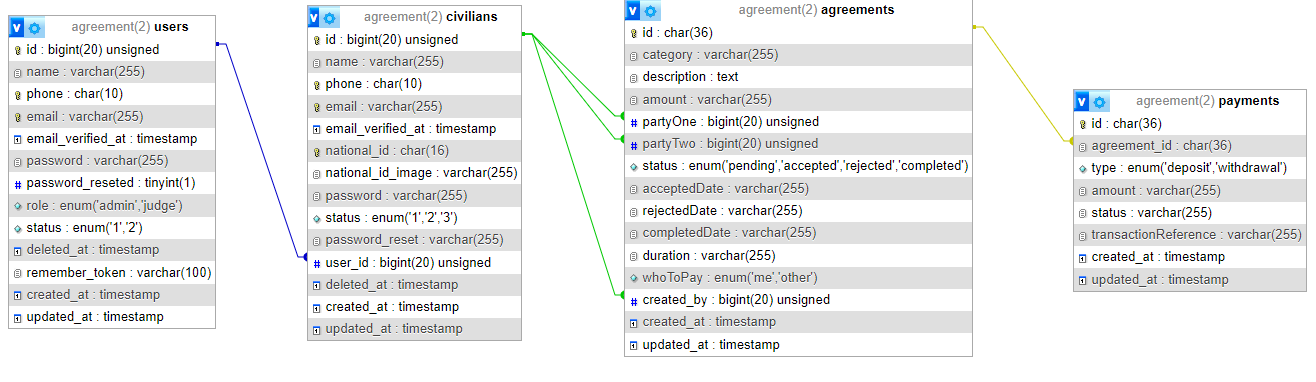 agreement(2) users
id : bigint(20) unsigned
name : varchar(255)
phone : char(10)
email : varchar(255)
email_verified_at : timestamp
password : varchar(255)
password_reseted : tinyint(1)
role : enum('admin','judge')
status : enum('1','2')
deleted_at : timestamp
remember_token : varchar(100)
created_at : timestamp
updated_at : timestamp
agreement(2) civilians
id : bigint(20) unsigned
name : varchar(255)
phone : char(10)
email : varchar(255)
email_verified_at : timestamp
national_id : char(16)
national_id_image : varchar(255)
password : varchar(255)
status : enum('1','2','3')
password_reset : varchar(255)
user_id : bigint(20) unsigned
deleted_at : timestamp
created_at : timestamp
updated_at : timestamp
agreement(2) agreements
id : char(36)
category : varchar(255)
description : text
amount : varchar(255)
partyOne : bigint(20) unsigned
partyTwo : bigint(20) unsigned
status : enum('pending','accepted','rejected','completed')
acceptedDate : varchar(255)
rejectedDate : varchar(255)
completedDate : varchar(255)
duration : varchar(255)
whoToPay : enum('me','other')
created_by : bigint(20) unsigned
created_at : timestamp
updated_at : timestamp
agreement(2) payments
id : char(36)
agreement_id : char(36)
type : enum('deposit','withdrawal')
amount : varchar(255)
status : varchar(255)
transactionReference : varchar(255)
created_at : timestamp
updated_at : timestamp